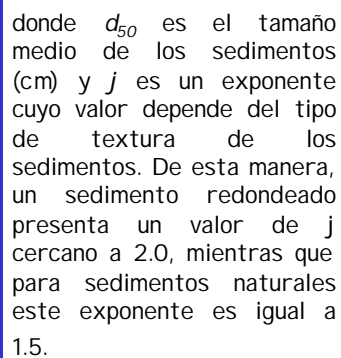 donde d50 es el tamaño
medio de los sedimentos
(cm) y j es un exponente
cuyo valor depende del tipo
de textura de los
sedimentos. De esta manera,
un sedimento redondeado
presenta un valor de j
cercano a 2.0, mientras que
para sedimentos naturales
este exponente es igual a
1.5.